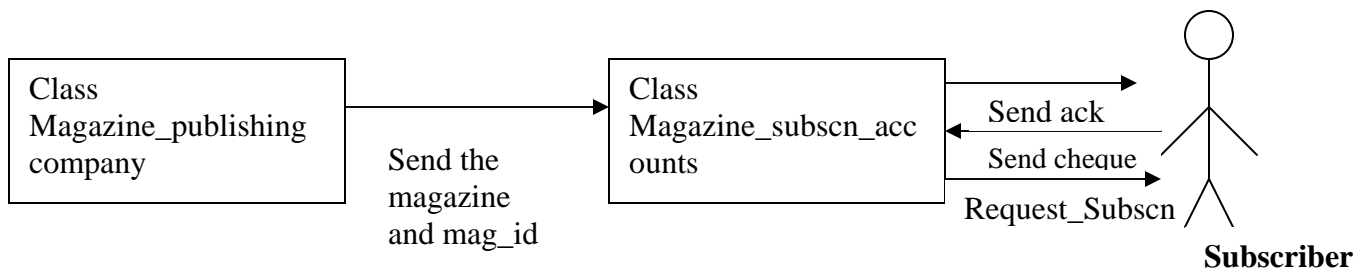 Class
Magazine_publishing
company
Send the
magazine
and mag_id
Class
Magazine_subscn_acc
ounts
Send ack
Send cheque
Request_Subscn
Subscriber